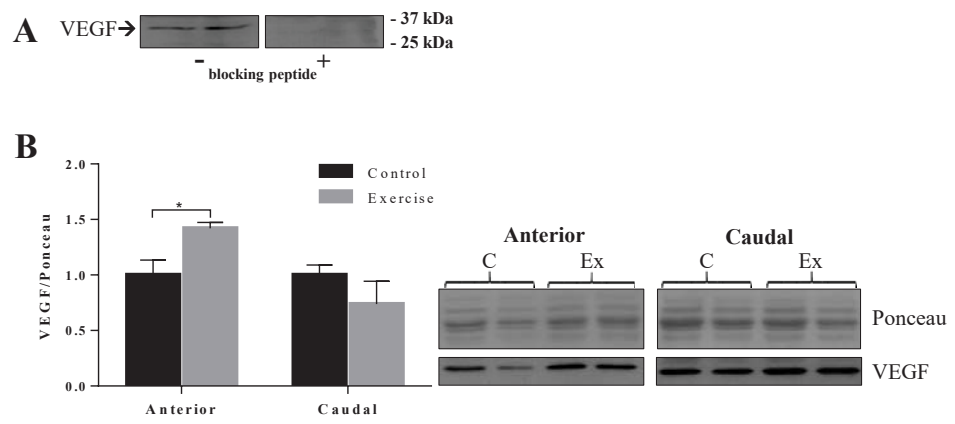 A VEGF→ - 37 kDa
- 25 kDa
- blocking peptide +
B
2.0
1.5
1.0
0.5
0.0
VEGF/Ponceau
Control
Exercise
*
Anterior Caudal
Anterior Caudal
C Ex C Ex
Ponceau
VEGF